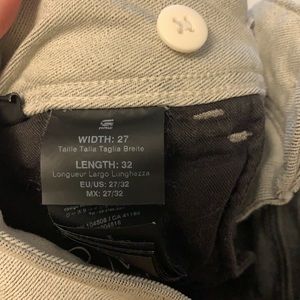 WIDTH: 27
Taille Talla Taglia Breite
LENGTH: 32
Longueur Largo Lunghezza
EU/US: 27/32
MX: 27/32